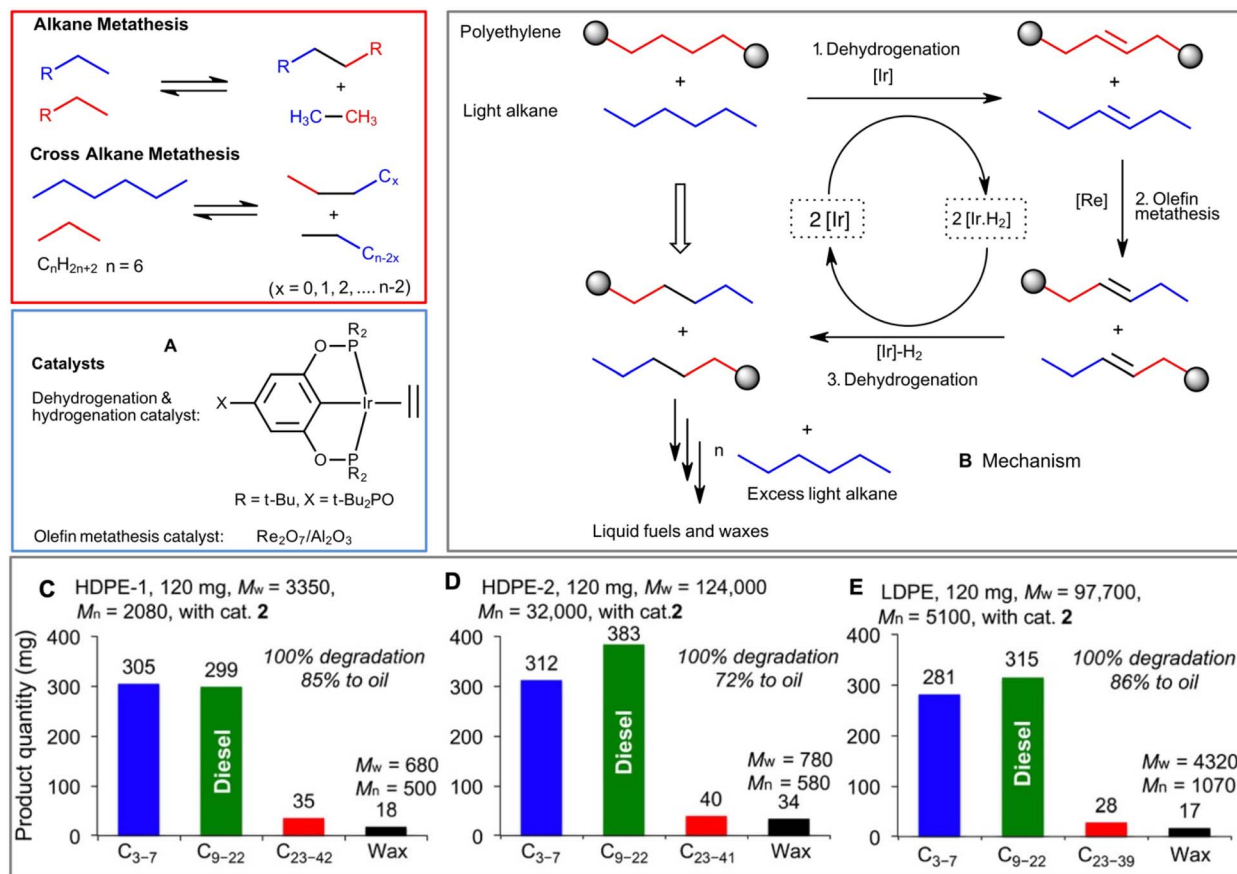 Alkane Metathesis
R
R
R
R
+
H₃C—CH₃
Cross Alkane Metathesis
Cₓ
+
Cₙ₋₂ₓ
CₙH₂ₙ₊₂ n = 6
(x = 0, 1, 2, .... n-2)
A
Catalysts
Dehydrogenation &
hydrogenation catalyst:
R₂
O—P
X
Ir
O—P
R₂
R = t-Bu, X = t-Bu₂PO
Olefin metathesis catalyst: Re₂O₇/Al₂O₃
Polyethylene
+
Light alkane
1. Dehydrogenation
[Ir]
+
2 [Ir]
2 [Ir.H₂]
[Re]
2. Olefin
metathesis
+
+
[Ir]-H₂
3. Dehydrogenation
n
+
Excess light alkane
B Mechanism
Liquid fuels and waxes
C HDPE-1, 120 mg, Mw = 3350,
Mn = 2080, with cat. 2
Product quantity (mg)
400
300
200
100
0
305
299
Diesel
35
18
100% degradation
85% to oil
Mw = 680
Mn = 500
C₃₋₇
C₉₋₂₂
C₂₃₋₄₂
Wax
D HDPE-2, 120 mg, Mw = 124,000
Mn = 32,000, with cat.2
400
300
200
100
0
312
383
Diesel
40
34
100% degradation
72% to oil
Mw = 780
Mn = 580
C₃₋₇
C₉₋₂₂
C₂₃₋₄₁
Wax
E LDPE, 120 mg, Mw = 97,700,
Mn = 5100, with cat. 2
400
300
200
100
0
281
315
Diesel
28
17
100% degradation
86% to oil
Mw = 4320
Mn = 1070
C₃₋₇
C₉₋₂₂
C₂₃₋₃₉
Wax